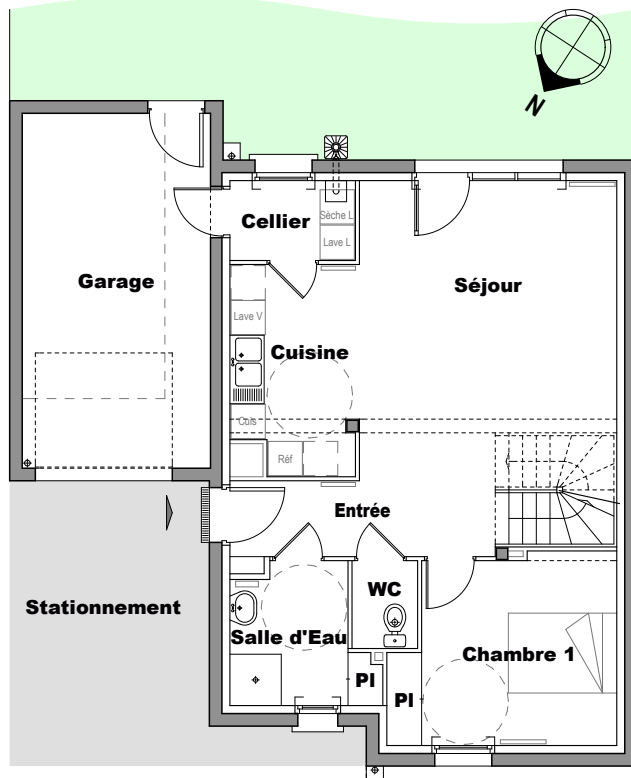 N
Cellier
Sèche L
Lave L
Garage
Séjour
Lave V
Cuisine
Cuis
Réf
Entrée
WC
Stationnement
Salle d'Eau
Chambre 1
Pl
Pl